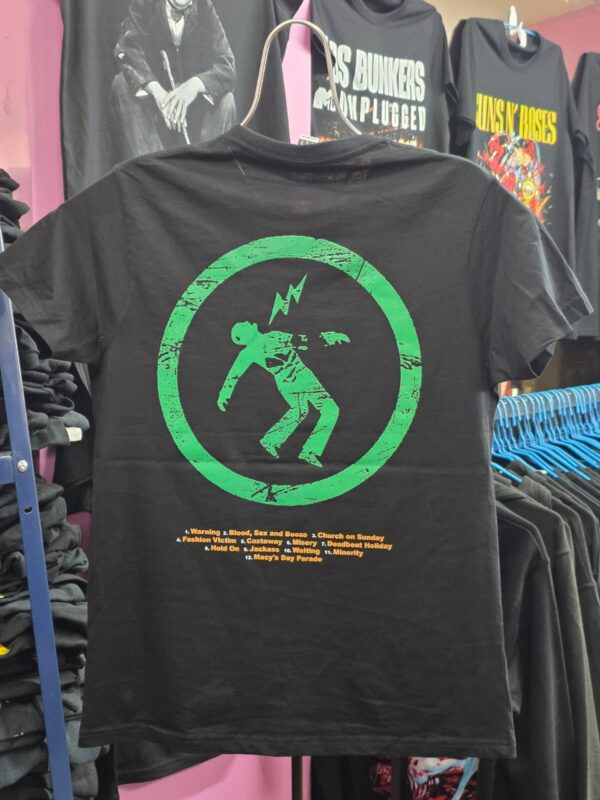 OS BUNKERS
MTV UNPLUGGED
GUNS N' ROSES
1. Warning 2. Blood, Sex and Booze 3. Church on Sunday
4. Fashion Victim 5. Castaway 6. Misery 7. Deadbeat Holiday
8. Hold On 9. Jackass 10. Waiting 11. Minority
12. Macy's Day Parade